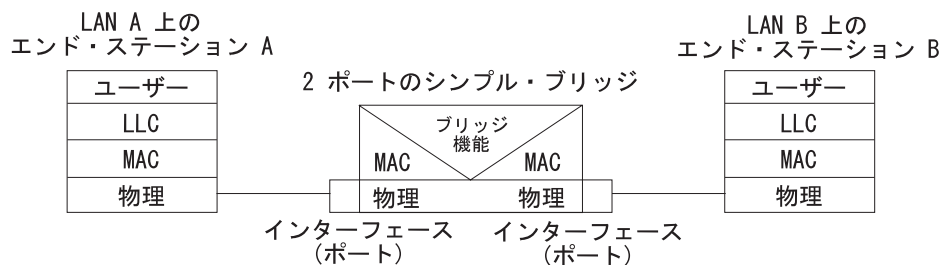 LAN A 上の
エンド・ステーション A
ユーザー
LLC
MAC
物理
2 ポートのシンプル・ブリッジ
ブリッジ
機能
MAC
MAC
物理
物理
インターフェース
(ポート)
インターフェース
(ポート)
LAN B 上の
エンド・ステーション B
ユーザー
LLC
MAC
物理